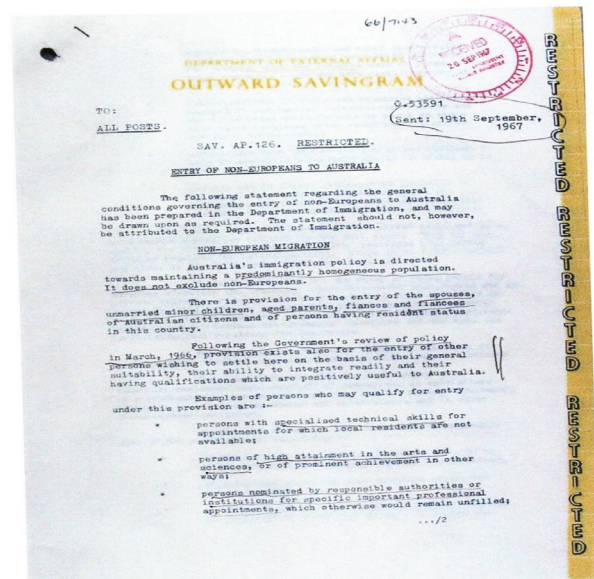 66/7143
DEPARTMENT OF EXTERNAL AFFAIRS
OUTWARD SAVINGRAM
RECEIVED
20 SEP 1967
TO:
O.53591
ALL POSTS.
Sent: 19th September,
1967
SAV. AP.126. RESTRICTED.
ENTRY OF NON-EUROPEANS TO AUSTRALIA
The following statement regarding the general
conditions governing the entry of non-Europeans to Australia
has been prepared in the Department of Immigration, and may
be drawn upon as required. The statement should not, however,
be attributed to the Department of Immigration.
NON-EUROPEAN MIGRATION
Australia's immigration policy is directed
towards maintaining a predominantly homogeneous population.
It does not exclude non-Europeans.
There is provision for the entry of the spouses,
unmarried minor children, aged parents, fiances and fiancees
of Australian citizens and of persons having resident status
in this country.
Following the Government's review of policy
in March, 1966, provision exists also for the entry of other
persons wishing to settle here on the basis of their general
suitability, their ability to integrate readily and their
having qualifications which are positively useful to Australia.
Examples of persons who may qualify for entry
under this provision are :-
persons with specialised technical skills for
appointments for which local residents are not
available;
persons of high attainment in the arts and
sciences, or of prominent achievement in other
ways;
persons nominated by responsible authorities or
institutions for specific important professional
appointments, which otherwise would remain unfilled;
.../2
RESTRICTED RESTRICTED RESTRICTED